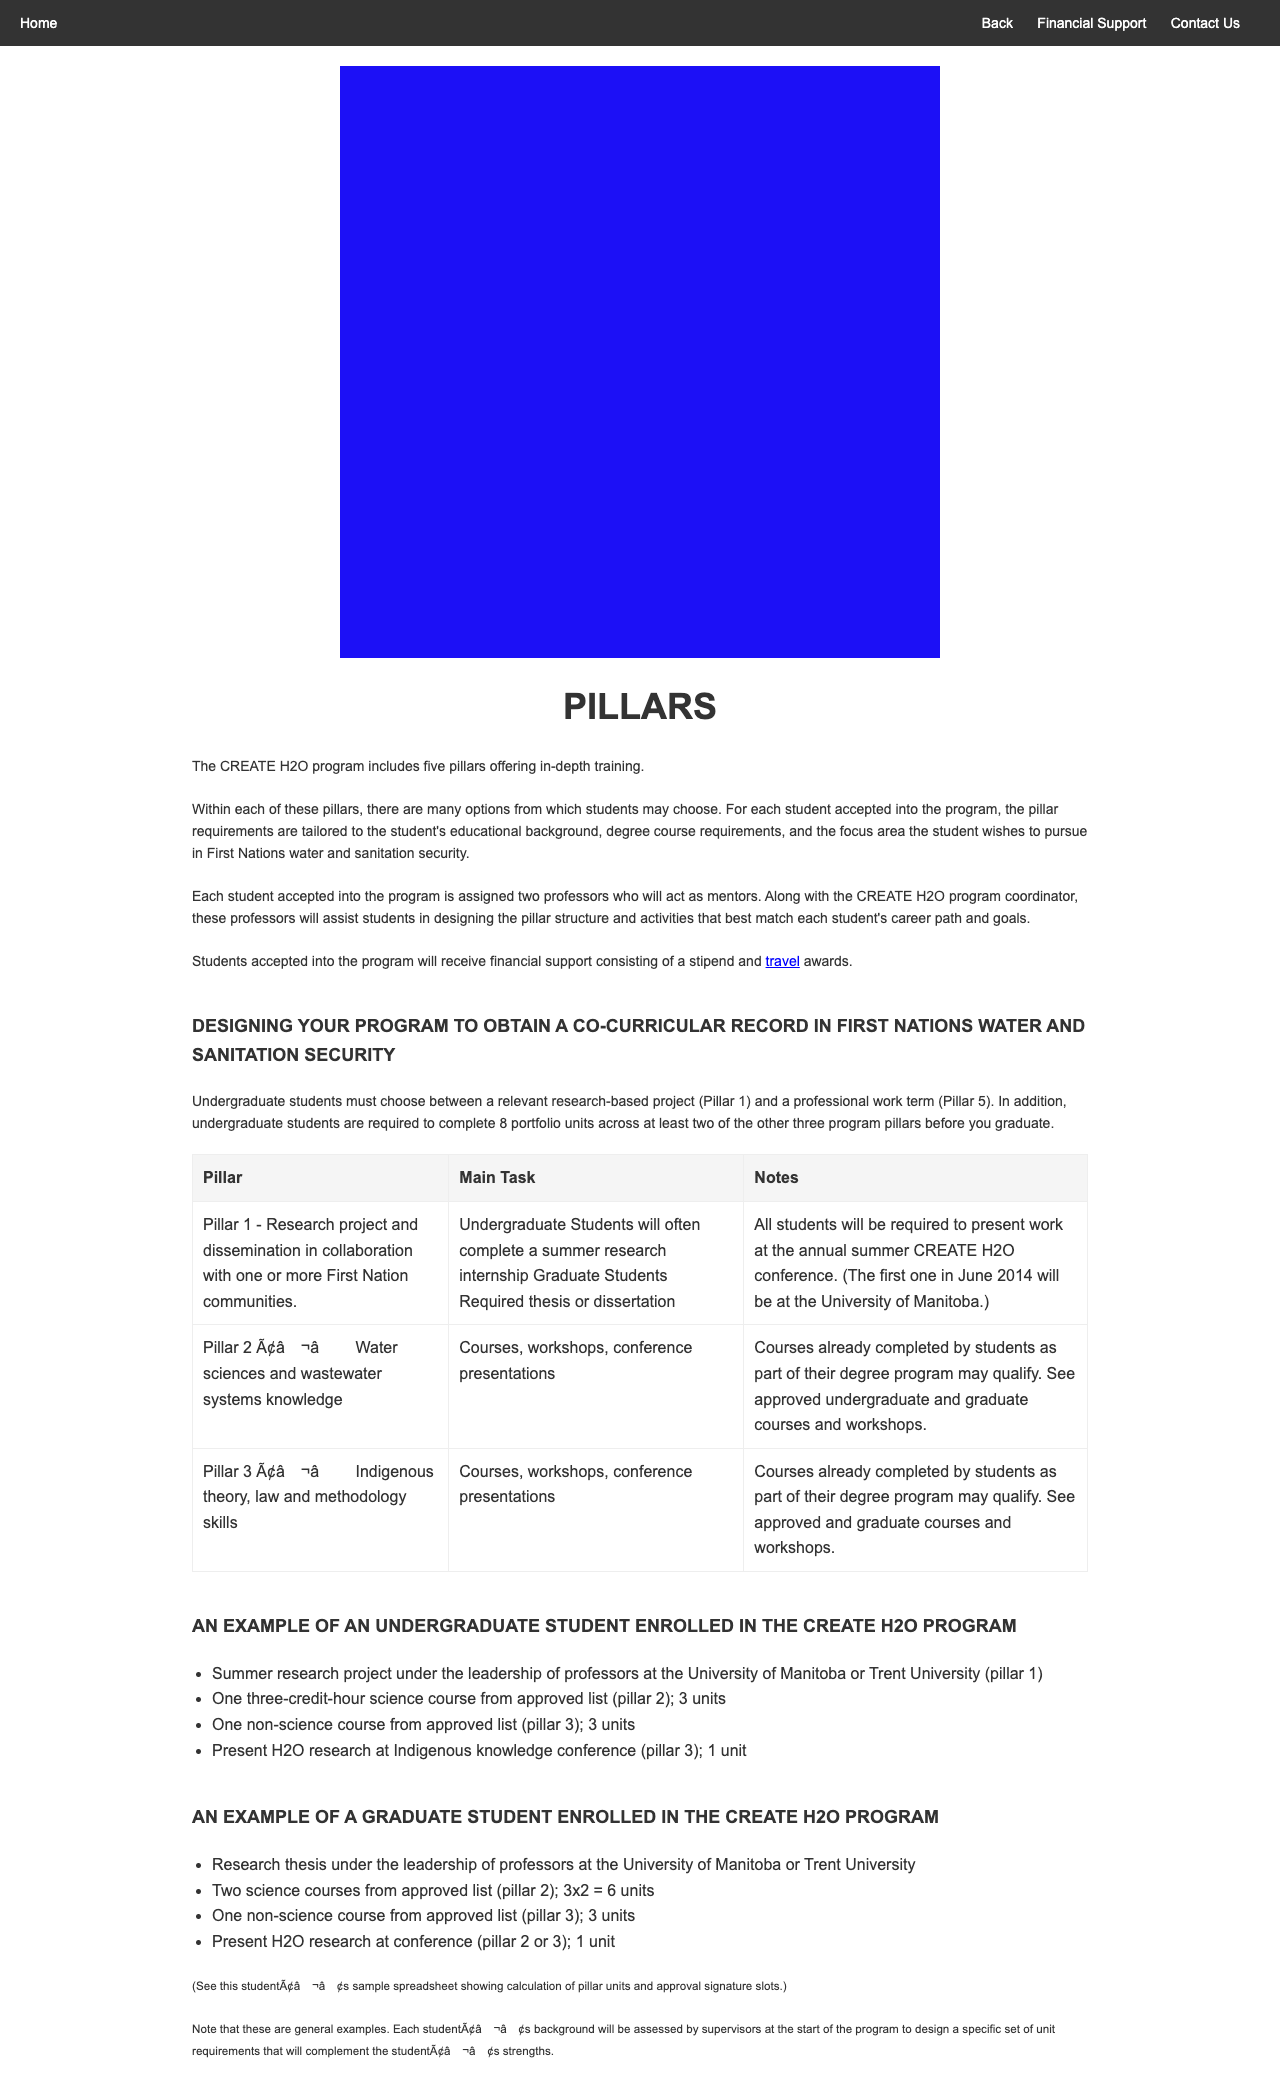 Home Back Financial Support Contact Us
PILLARS
The CREATE H2O program includes five pillars offering in-depth training.
Within each of these pillars, there are many options from which students may choose. For each student accepted into the program, the pillar
requirements are tailored to the student's educational background, degree course requirements, and the focus area the student wishes to pursue
in First Nations water and sanitation security.
Each student accepted into the program is assigned two professors who will act as mentors. Along with the CREATE H2O program coordinator,
these professors will assist students in designing the pillar structure and activities that best match each student's career path and goals.
Students accepted into the program will receive financial support consisting of a stipend and travel awards.
DESIGNING YOUR PROGRAM TO OBTAIN A CO-CURRICULAR RECORD IN FIRST NATIONS WATER AND
SANITATION SECURITY
Undergraduate students must choose between a relevant research-based project (Pillar 1) and a professional work term (Pillar 5). In addition,
undergraduate students are required to complete 8 portfolio units across at least two of the other three program pillars before you graduate.
Pillar Main Task Notes
Pillar 1 - Research project and
dissemination in collaboration
with one or more First Nation
communities.
Undergraduate Students will often
complete a summer research
internship Graduate Students
Required thesis or dissertation
All students will be required to present work
at the annual summer CREATE H2O
conference. (The first one in June 2014 will
be at the University of Manitoba.)
Pillar 2 Ã¢â ¬â Water
sciences and wastewater
systems knowledge
Courses, workshops, conference
presentations
Courses already completed by students as
part of their degree program may qualify. See
approved undergraduate and graduate
courses and workshops.
Pillar 3 Ã¢â ¬â Indigenous
theory, law and methodology
skills
Courses, workshops, conference
presentations
Courses already completed by students as
part of their degree program may qualify. See
approved and graduate courses and
workshops.
AN EXAMPLE OF AN UNDERGRADUATE STUDENT ENROLLED IN THE CREATE H2O PROGRAM
• Summer research project under the leadership of professors at the University of Manitoba or Trent University (pillar 1)
• One three-credit-hour science course from approved list (pillar 2); 3 units
• One non-science course from approved list (pillar 3); 3 units
• Present H2O research at Indigenous knowledge conference (pillar 3); 1 unit
AN EXAMPLE OF A GRADUATE STUDENT ENROLLED IN THE CREATE H2O PROGRAM
• Research thesis under the leadership of professors at the University of Manitoba or Trent University
• Two science courses from approved list (pillar 2); 3x2 = 6 units
• One non-science course from approved list (pillar 3); 3 units
• Present H2O research at conference (pillar 2 or 3); 1 unit
(See this studentÃ¢â ¬â ¢s sample spreadsheet showing calculation of pillar units and approval signature slots.)
Note that these are general examples. Each studentÃ¢â ¬â ¢s background will be assessed by supervisors at the start of the program to design a specific set of unit
requirements that will complement the studentÃ¢â ¬â ¢s strengths.